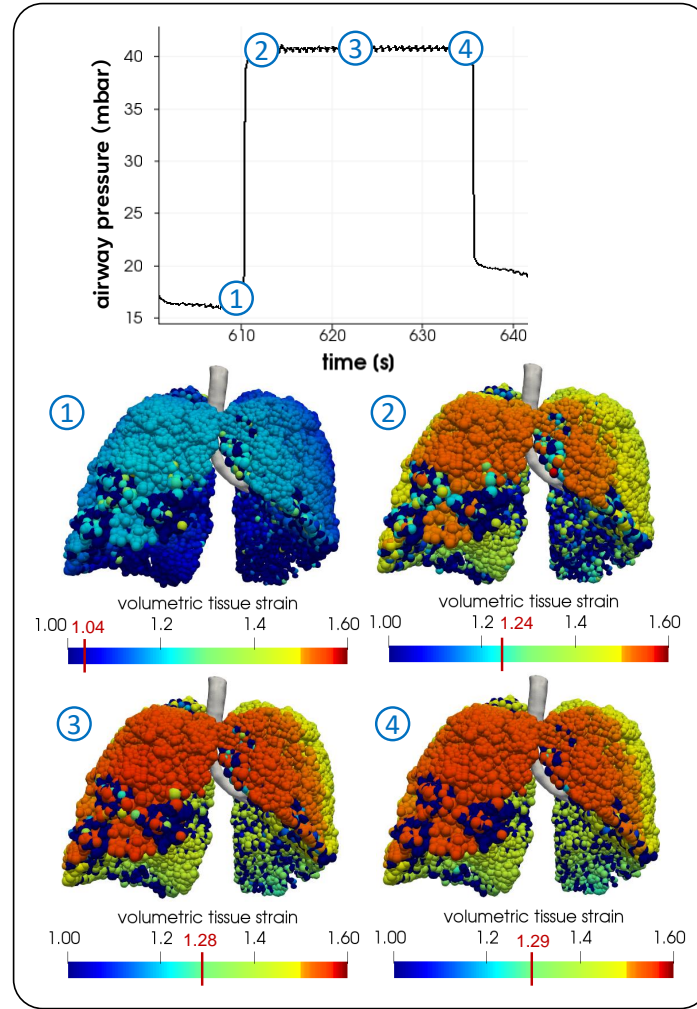 airway pressure (mbar)
40
35
30
25
20
15
1
2
3
4
610
620
630
640
time (s)
1
2
volumetric tissue strain
1.00 1.04 1.2 1.4 1.60
volumetric tissue strain
1.00 1.2 1.24 1.4 1.60
3
4
volumetric tissue strain
1.00 1.2 1.28 1.4 1.60
volumetric tissue strain
1.00 1.2 1.29 1.4 1.60